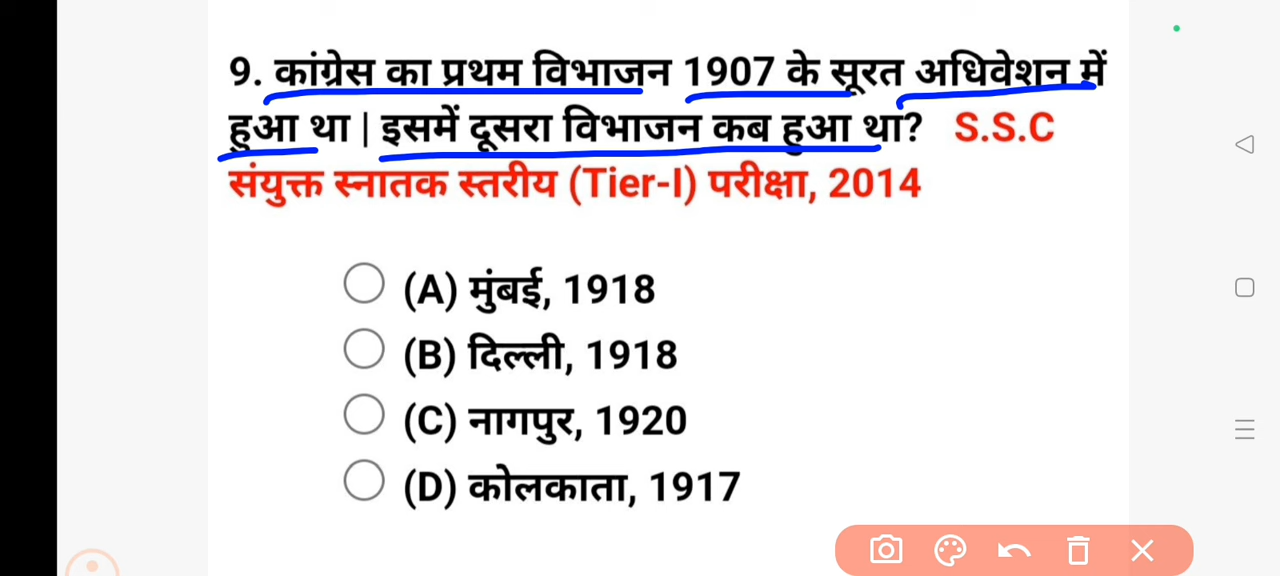 9. कांग्रेस का प्रथम विभाजन 1907 के सूरत अधिवेशन में
हुआ था | इसमें दूसरा विभाजन कब हुआ था? S.S.C
संयुक्त स्नातक स्तरीय (Tier-I) परीक्षा, 2014
(A) मुंबई, 1918
(B) दिल्ली, 1918
(C) नागपुर, 1920
(D) कोलकाता, 1917